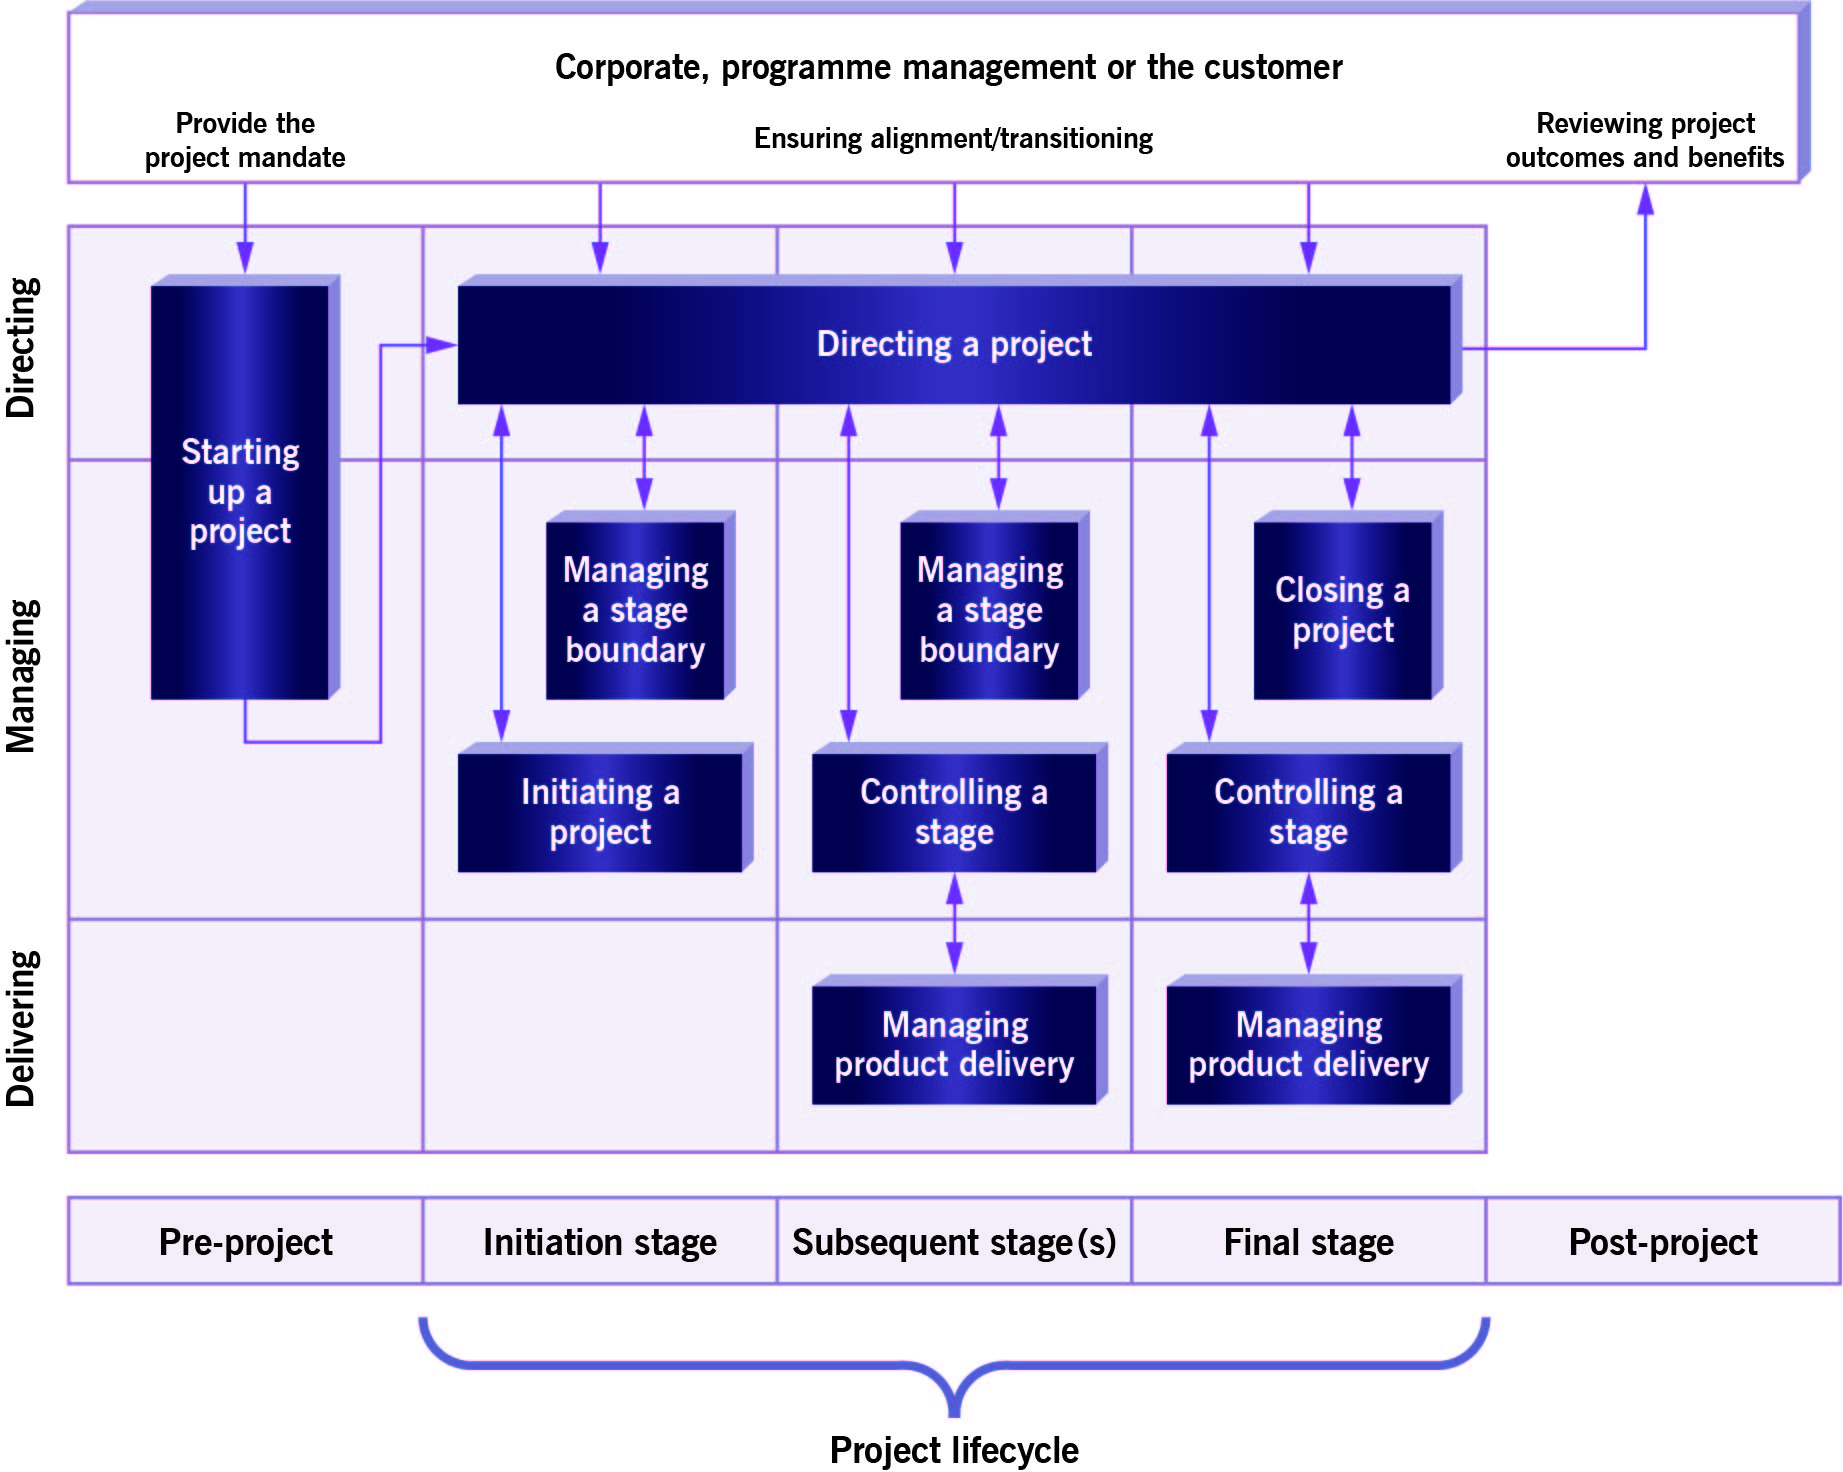 Corporate, programme management or the customer
Provide the
project mandate
Ensuring alignment/transitioning
Reviewing project
outcomes and benefits
Directing
Directing a project
Starting
up a
project
Managing
Managing
a stage
boundary
Managing
a stage
boundary
Closing a
project
Initiating a
project
Controlling a
stage
Controlling a
stage
Delivering
Managing
product delivery
Managing
product delivery
Pre-project
Initiation stage
Subsequent stage(s)
Final stage
Post-project
Project lifecycle